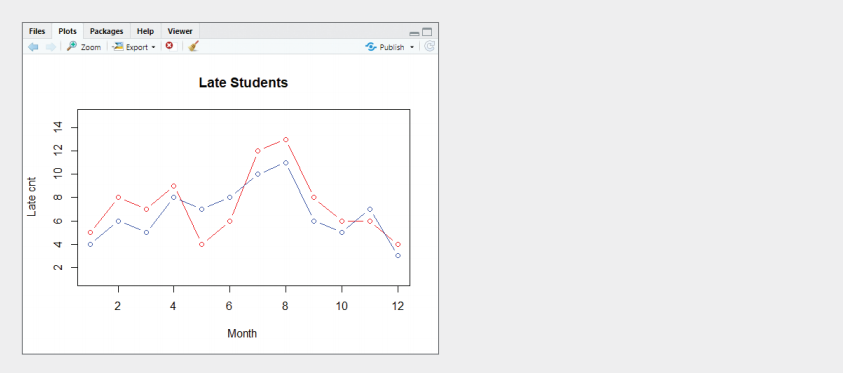 Files Plots Packages Help Viewer
Zoom Export Publish
Late Students
14
12
10
8
6
4
2
Late cnt
2 4 6 8 10 12
Month